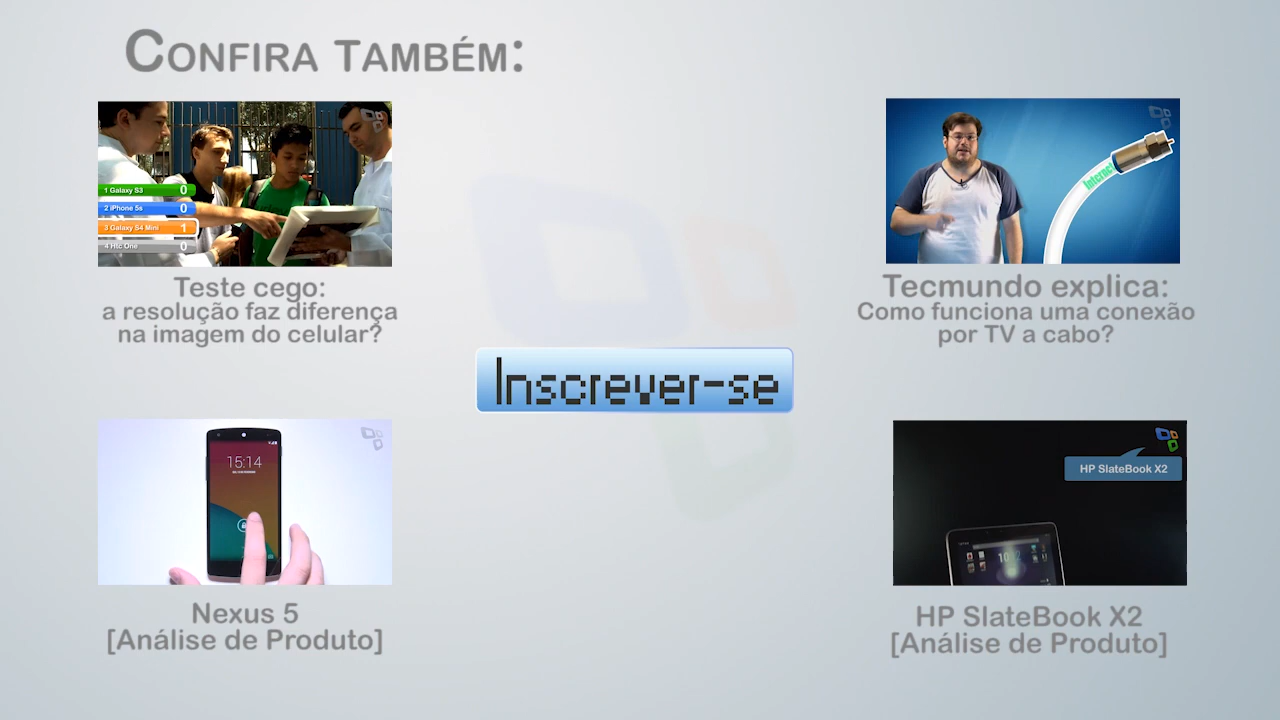 Confira Também:
1 Galaxy S3 0
2 iPhone 5s 0
3 Galaxy S4 Mini 1
4 Htc One 0
Teste cego:
a resolução faz diferença
na imagem do celular?
Internet
Tecmundo explica:
Como funciona uma conexão
por TV a cabo?
Inscrever-se
15:14
Nexus 5
[Análise de Produto]
HP SlateBook X2
HP SlateBook X2
[Análise de Produto]